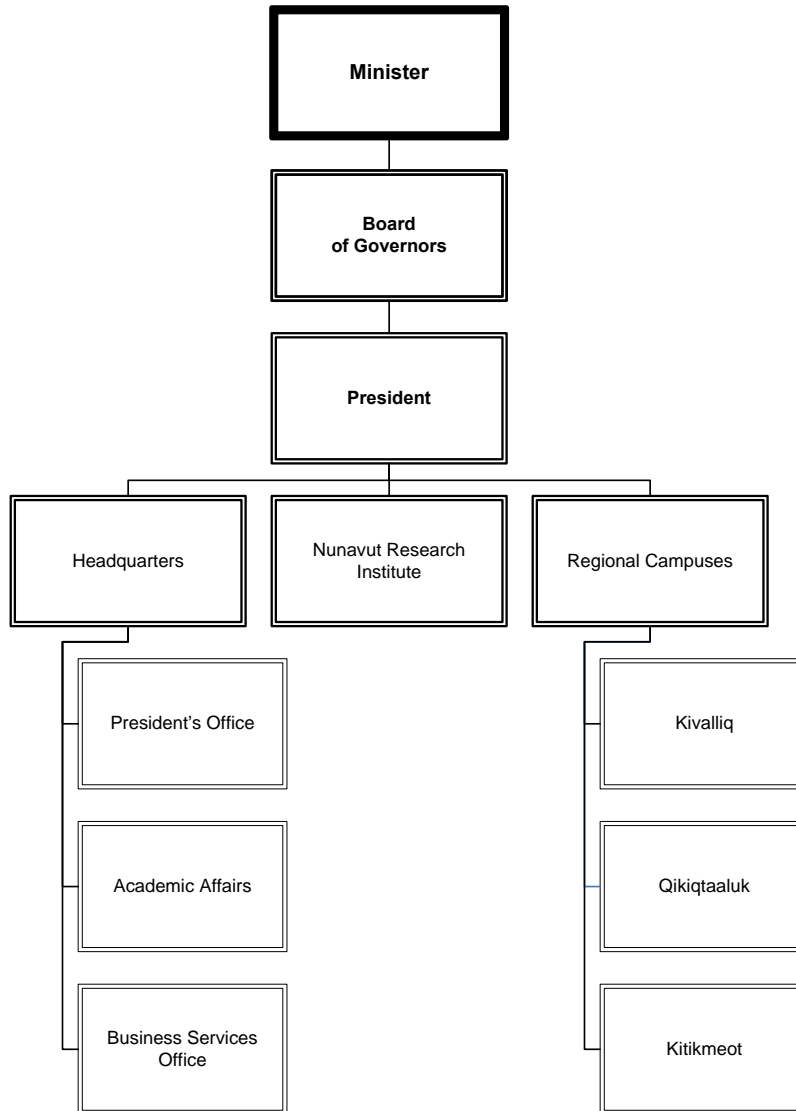 Minister
Board
of Governors
President
Headquarters
Nunavut Research
Institute
Regional Campuses
President’s Office
Kivalliq
Academic Affairs
Qikiqtaaluk
Business Services
Office
Kitikmeot